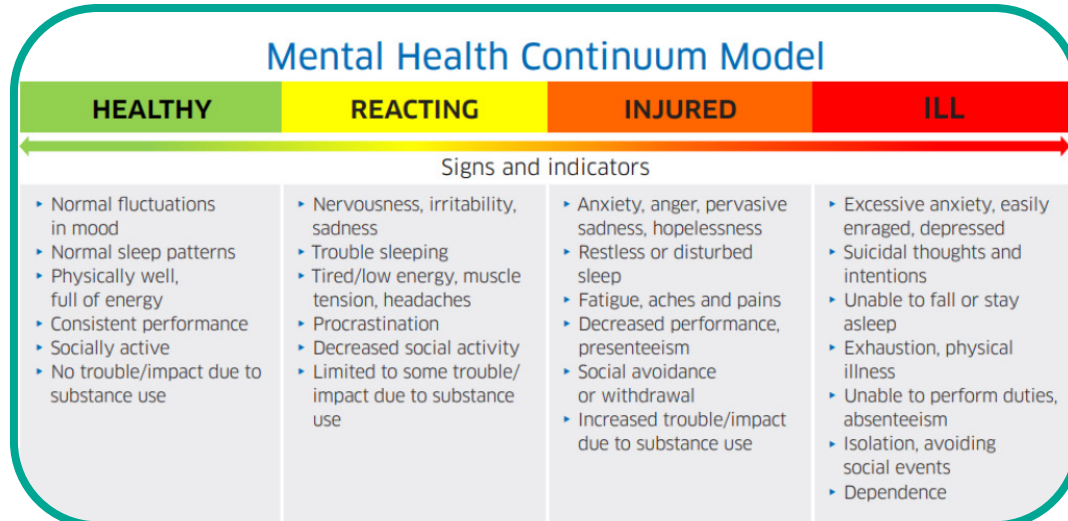 Mental Health Continuum Model
HEALTHY
REACTING
INJURED
ILL
Signs and indicators
‣ Normal fluctuations
in mood
‣ Normal sleep patterns
‣ Physically well,
full of energy
‣ Consistent performance
‣ Socially active
‣ No trouble/impact due to
substance use
‣ Nervousness, irritability,
sadness
‣ Trouble sleeping
‣ Tired/low energy, muscle
tension, headaches
‣ Procrastination
‣ Decreased social activity
‣ Limited to some trouble/
impact due to substance
use
‣ Anxiety, anger, pervasive
sadness, hopelessness
‣ Restless or disturbed
sleep
‣ Fatigue, aches and pains
‣ Decreased performance,
presenteeism
‣ Social avoidance
or withdrawal
‣ Increased trouble/impact
due to substance use
‣ Excessive anxiety, easily
enraged, depressed
‣ Suicidal thoughts and
intentions
‣ Unable to fall or stay
asleep
‣ Exhaustion, physical
illness
‣ Unable to perform duties,
absenteeism
‣ Isolation, avoiding
social events
‣ Dependence